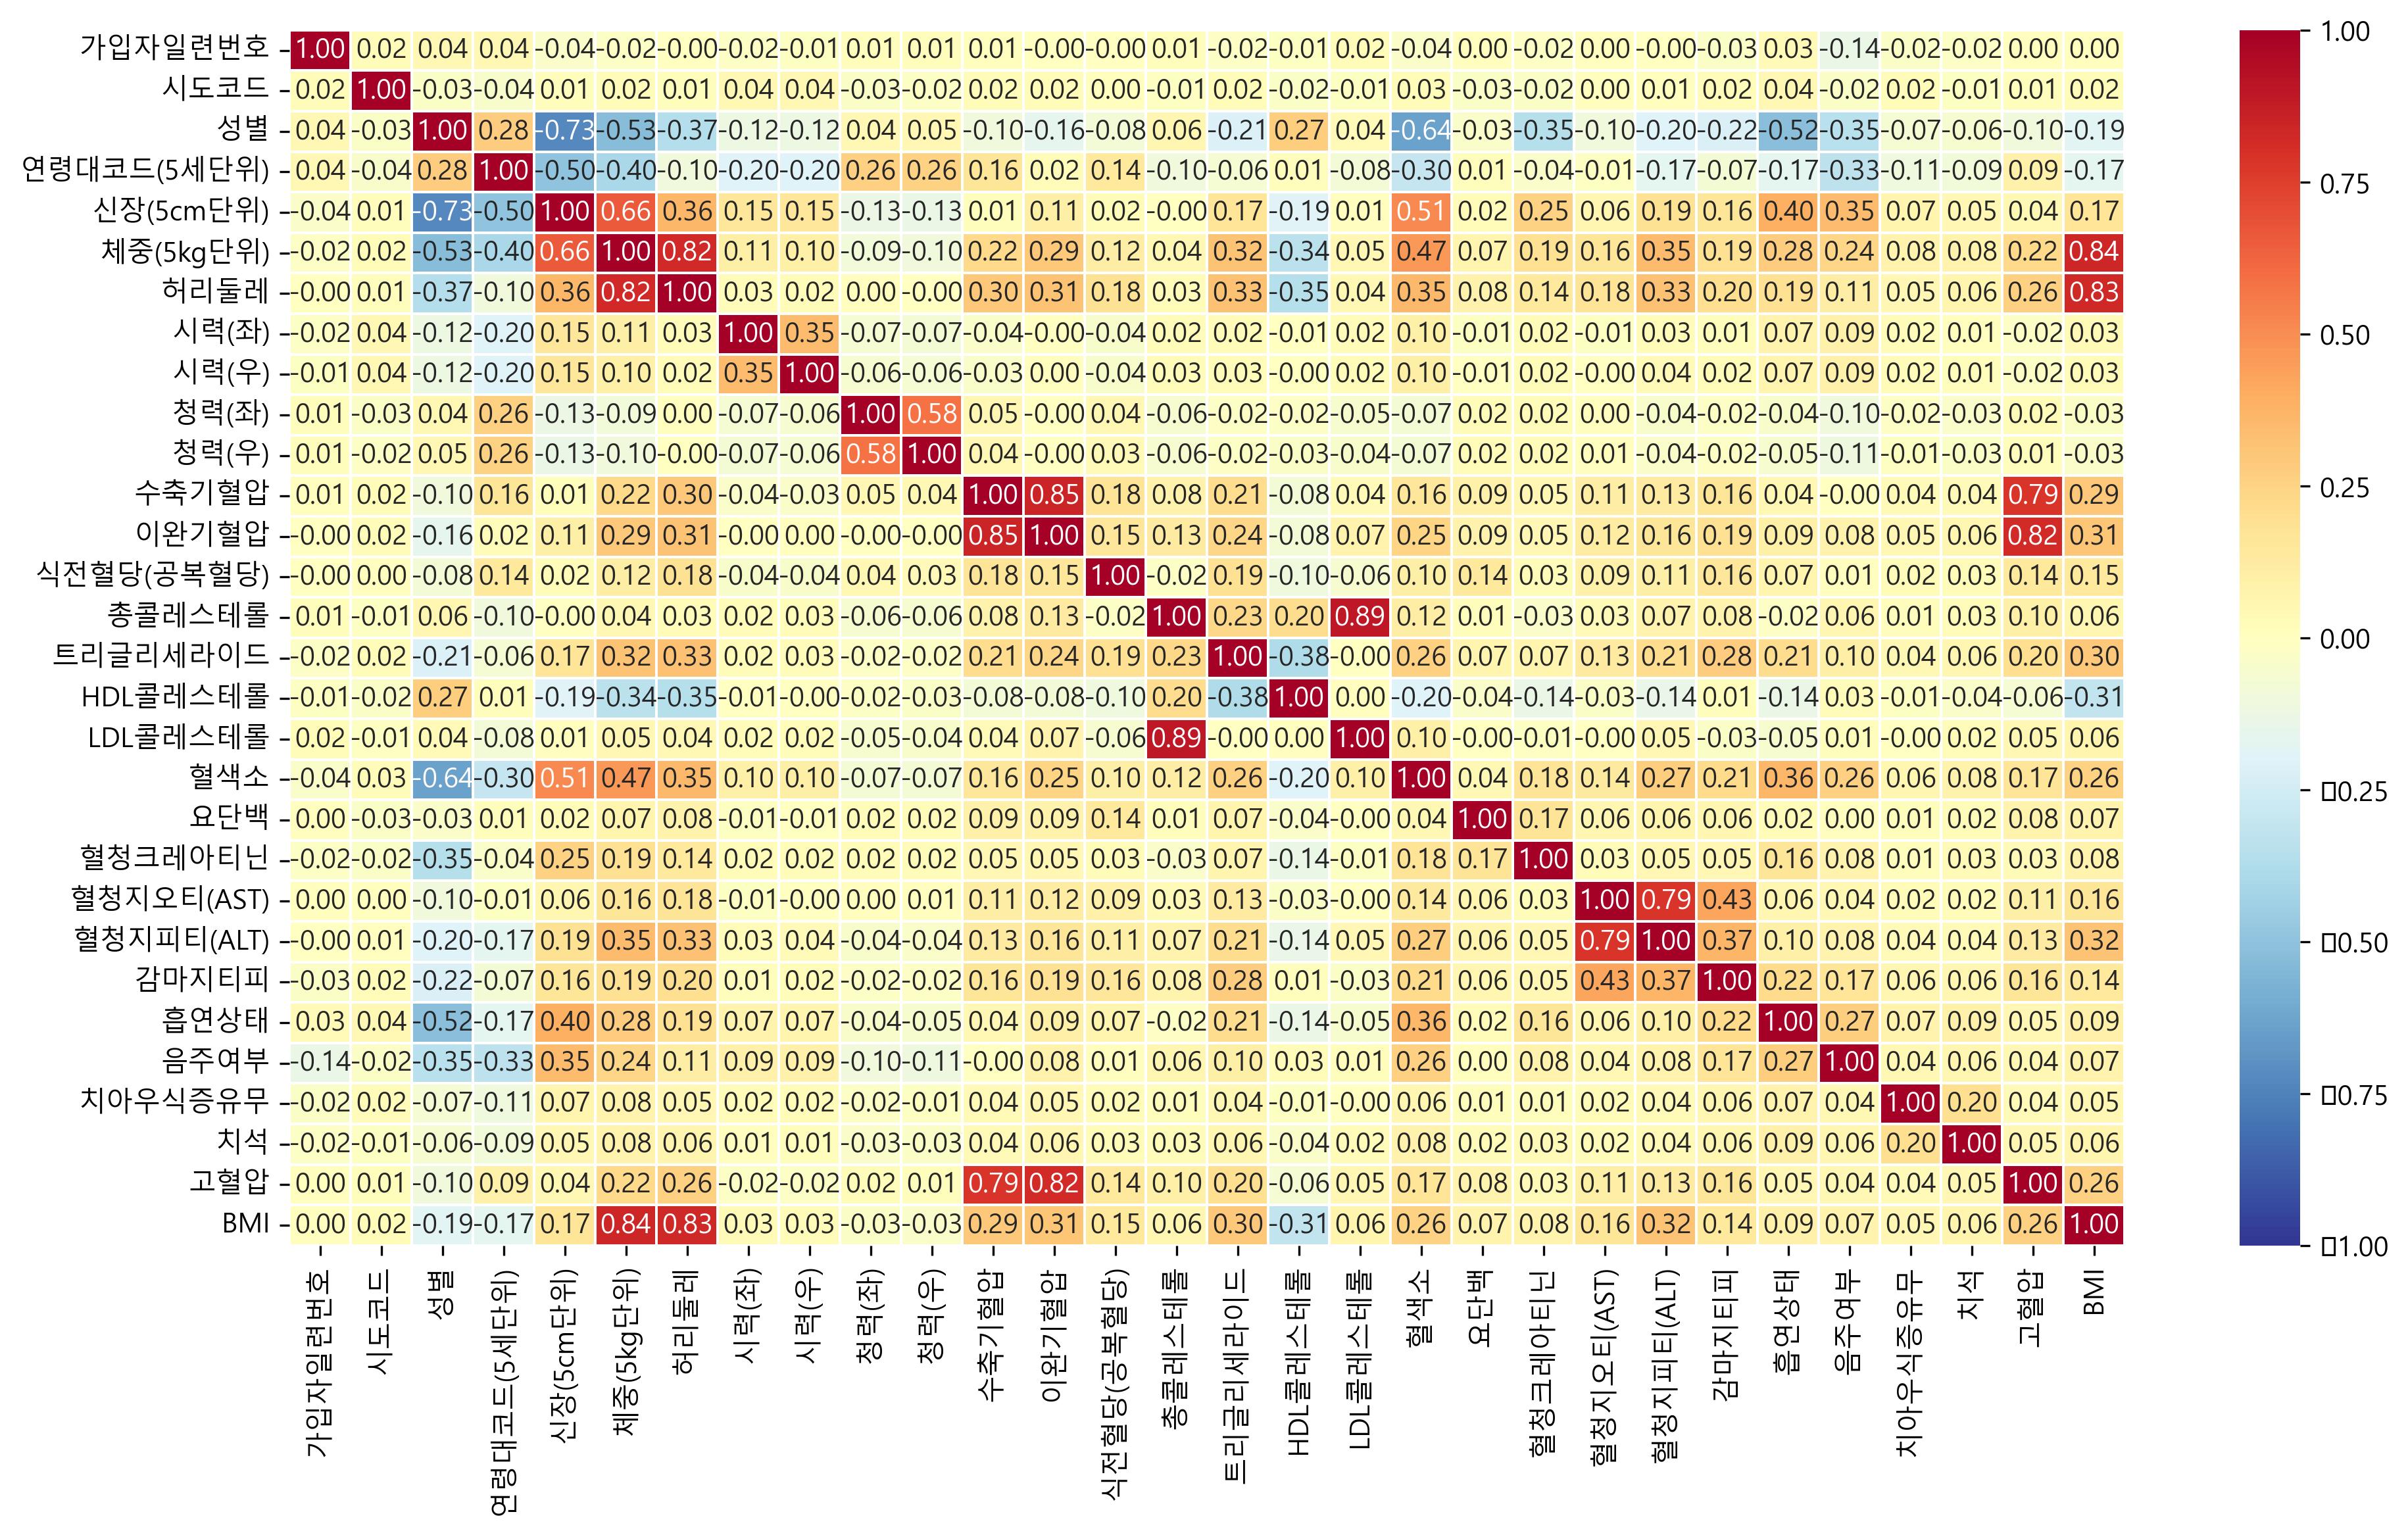 가입자일련번호 1.00 0.02 0.04 0.04 -0.04 -0.02 -0.00 -0.02 -0.01 0.01 0.01 0.01 -0.00 -0.00 0.01 -0.02 -0.01 0.02 -0.04 0.00 -0.02 0.00 -0.00 -0.03 0.03 -0.14 -0.02 -0.02 0.00 0.00
시도코드 0.02 1.00 -0.03 -0.04 0.01 0.02 0.01 0.04 0.04 -0.03 -0.02 0.02 0.02 0.00 -0.01 0.02 -0.02 -0.01 0.03 -0.03 -0.02 0.00 0.01 0.02 0.04 -0.02 0.02 -0.01 0.01 0.02
성별 0.04 -0.03 1.00 0.28 -0.73 -0.53 -0.37 -0.12 -0.12 0.04 0.05 -0.10 -0.16 -0.08 0.06 -0.21 0.27 0.04 -0.64 -0.03 -0.35 -0.10 -0.20 -0.22 -0.52 -0.35 -0.07 -0.06 -0.10 -0.19
연령대코드(5세단위) 0.04 -0.04 0.28 1.00 -0.50 -0.40 -0.10 -0.20 -0.20 0.26 0.26 0.16 0.02 0.14 -0.10 -0.06 0.01 -0.08 -0.30 0.01 -0.04 -0.01 -0.17 -0.07 -0.17 -0.33 -0.11 -0.09 0.09 -0.17
신장(5cm단위) -0.04 0.01 -0.73 -0.50 1.00 0.66 0.36 0.15 0.15 -0.13 -0.13 0.01 0.11 0.02 -0.00 0.17 -0.19 0.01 0.51 0.02 0.25 0.06 0.19 0.16 0.40 0.35 0.07 0.05 0.04 0.17
체중(5kg단위) -0.02 0.02 -0.53 -0.40 0.66 1.00 0.82 0.11 0.10 -0.09 -0.10 0.22 0.29 0.12 0.04 0.32 -0.34 0.05 0.47 0.07 0.19 0.16 0.35 0.19 0.28 0.24 0.08 0.08 0.22 0.84
허리둘레 -0.00 0.01 -0.37 -0.10 0.36 0.82 1.00 0.03 0.02 0.00 -0.00 0.30 0.31 0.18 0.03 0.33 -0.35 0.04 0.35 0.08 0.14 0.18 0.33 0.20 0.19 0.11 0.05 0.06 0.26 0.83
시력(좌) -0.02 0.04 -0.12 -0.20 0.15 0.11 0.03 1.00 0.35 -0.07 -0.07 -0.04 -0.00 -0.04 0.02 0.02 -0.01 0.02 0.10 -0.01 0.02 -0.01 0.03 0.01 0.07 0.09 0.02 0.01 -0.02 0.03
시력(우) -0.01 0.04 -0.12 -0.20 0.15 0.10 0.02 0.35 1.00 -0.06 -0.06 -0.03 0.00 -0.04 0.03 0.03 -0.00 0.02 0.10 -0.01 0.02 -0.00 0.04 0.02 0.07 0.09 0.02 0.01 -0.02 0.03
청력(좌) 0.01 -0.03 0.04 0.26 -0.13 -0.09 0.00 -0.07 -0.06 1.00 0.58 0.05 -0.00 0.04 -0.06 -0.02 -0.02 -0.05 -0.07 0.02 0.02 0.00 -0.04 -0.02 -0.04 -0.10 -0.02 -0.03 0.02 -0.03
청력(우) 0.01 -0.02 0.05 0.26 -0.13 -0.10 -0.00 -0.07 -0.06 0.58 1.00 0.04 -0.00 0.03 -0.06 -0.02 -0.03 -0.04 -0.07 0.02 0.02 0.01 -0.04 -0.02 -0.05 -0.11 -0.01 -0.03 0.01 -0.03
수축기혈압 0.01 0.02 -0.10 0.16 0.01 0.22 0.30 -0.04 -0.03 0.05 0.04 1.00 0.85 0.18 0.08 0.21 -0.08 0.04 0.16 0.09 0.05 0.11 0.13 0.16 0.04 -0.00 0.04 0.04 0.79 0.29
이완기혈압 -0.00 0.02 -0.16 0.02 0.11 0.29 0.31 -0.00 0.00 -0.00 -0.00 0.85 1.00 0.15 0.13 0.24 -0.08 0.07 0.25 0.09 0.05 0.12 0.16 0.19 0.09 0.08 0.05 0.06 0.82 0.31
식전혈당(공복혈당) -0.00 0.00 -0.08 0.14 0.02 0.12 0.18 -0.04 -0.04 0.04 0.03 0.18 0.15 1.00 -0.02 0.19 -0.10 -0.06 0.10 0.14 0.03 0.09 0.11 0.16 0.07 0.01 0.02 0.03 0.14 0.15
총콜레스테롤 0.01 -0.01 0.06 -0.10 -0.00 0.04 0.03 0.02 0.03 -0.06 -0.06 0.08 0.13 -0.02 1.00 0.23 0.20 0.89 0.12 0.01 -0.03 0.03 0.07 0.08 -0.02 0.06 0.01 0.03 0.10 0.06
트리글리세라이드 -0.02 0.02 -0.21 -0.06 0.17 0.32 0.33 0.02 0.03 -0.02 -0.02 0.21 0.24 0.19 0.23 1.00 -0.38 -0.00 0.26 0.07 0.07 0.13 0.21 0.28 0.21 0.10 0.04 0.06 0.20 0.30
HDL콜레스테롤 -0.01 -0.02 0.27 0.01 -0.19 -0.34 -0.35 -0.01 -0.00 -0.02 -0.03 -0.08 -0.08 -0.10 0.20 -0.38 1.00 0.00 -0.20 -0.04 -0.14 -0.03 -0.14 0.01 -0.14 0.03 -0.01 -0.04 -0.06 -0.31
LDL콜레스테롤 0.02 -0.01 0.04 -0.08 0.01 0.05 0.04 0.02 0.02 -0.05 -0.04 0.04 0.07 -0.06 0.89 -0.00 0.00 1.00 0.10 -0.00 -0.01 -0.00 0.05 -0.03 -0.05 0.01 -0.00 0.02 0.05 0.06
혈색소 -0.04 0.03 -0.64 -0.30 0.51 0.47 0.35 0.10 0.10 -0.07 -0.07 0.16 0.25 0.10 0.12 0.26 -0.20 0.10 1.00 0.04 0.18 0.14 0.27 0.21 0.36 0.26 0.06 0.08 0.17 0.26
요단백 0.00 -0.03 -0.03 0.01 0.02 0.07 0.08 -0.01 -0.01 0.02 0.02 0.09 0.09 0.14 0.01 0.07 -0.04 -0.00 0.04 1.00 0.17 0.06 0.06 0.06 0.02 0.00 0.01 0.02 0.08 0.07
혈청크레아티닌 -0.02 -0.02 -0.35 -0.04 0.25 0.19 0.14 0.02 0.02 0.02 0.02 0.05 0.05 0.03 -0.03 0.07 -0.14 -0.01 0.18 0.17 1.00 0.03 0.05 0.05 0.16 0.08 0.01 0.03 0.03 0.08
혈청지오티(AST) 0.00 0.00 -0.10 -0.01 0.06 0.16 0.18 -0.01 -0.00 0.00 0.01 0.11 0.12 0.09 0.03 0.13 -0.03 -0.00 0.14 0.06 0.03 1.00 0.79 0.43 0.06 0.04 0.02 0.02 0.11 0.16
혈청지피티(ALT) -0.00 0.01 -0.20 -0.17 0.19 0.35 0.33 0.03 0.04 -0.04 -0.04 0.13 0.16 0.11 0.07 0.21 -0.14 0.05 0.27 0.06 0.05 0.79 1.00 0.37 0.10 0.08 0.04 0.04 0.13 0.32
감마지티피 -0.03 0.02 -0.22 -0.07 0.16 0.19 0.20 0.01 0.02 -0.02 -0.02 0.16 0.19 0.16 0.08 0.28 0.01 -0.03 0.21 0.06 0.05 0.43 0.37 1.00 0.22 0.17 0.06 0.06 0.16 0.14
흡연상태 0.03 0.04 -0.52 -0.17 0.40 0.28 0.19 0.07 0.07 -0.04 -0.05 0.04 0.09 0.07 -0.02 0.21 -0.14 -0.05 0.36 0.02 0.16 0.06 0.10 0.22 1.00 0.27 0.07 0.09 0.05 0.09
음주여부 -0.14 -0.02 -0.35 -0.33 0.35 0.24 0.11 0.09 0.09 -0.10 -0.11 -0.00 0.08 0.01 0.06 0.10 0.03 0.01 0.26 0.00 0.08 0.04 0.08 0.17 0.27 1.00 0.04 0.06 0.04 0.07
치아우식증유무 -0.02 0.02 -0.07 -0.11 0.07 0.08 0.05 0.02 0.02 -0.02 -0.01 0.04 0.05 0.02 0.01 0.04 -0.01 -0.00 0.06 0.01 0.01 0.02 0.04 0.06 0.07 0.04 1.00 0.20 0.04 0.05
치석 -0.02 -0.01 -0.06 -0.09 0.05 0.08 0.06 0.01 0.01 -0.03 -0.03 0.04 0.06 0.03 0.03 0.06 -0.04 0.02 0.08 0.02 0.03 0.02 0.04 0.06 0.09 0.06 0.20 1.00 0.05 0.06
고혈압 0.00 0.01 -0.10 0.09 0.04 0.22 0.26 -0.02 -0.02 0.02 0.01 0.79 0.82 0.14 0.10 0.20 -0.06 0.05 0.17 0.08 0.03 0.11 0.13 0.16 0.05 0.04 0.04 0.05 1.00 0.26
BMI 0.00 0.02 -0.19 -0.17 0.17 0.84 0.83 0.03 0.03 -0.03 -0.03 0.29 0.31 0.15 0.06 0.30 -0.31 0.06 0.26 0.07 0.08 0.16 0.32 0.14 0.09 0.07 0.05 0.06 0.26 1.00
가입자일련번호
시도코드
성별
연령대코드(5세단위)
신장(5cm단위)
체중(5kg단위)
허리둘레
시력(좌)
시력(우)
청력(좌)
청력(우)
수축기혈압
이완기혈압
식전혈당(공복혈당)
총콜레스테롤
트리글리세라이드
HDL콜레스테롤
LDL콜레스테롤
혈색소
요단백
혈청크레아티닌
혈청지오티(AST)
혈청지피티(ALT)
감마지티피
흡연상태
음주여부
치아우식증유무
치석
고혈압
BMI
1.00
0.75
0.50
0.25
0.00
▯0.25
▯0.50
▯0.75
▯1.00